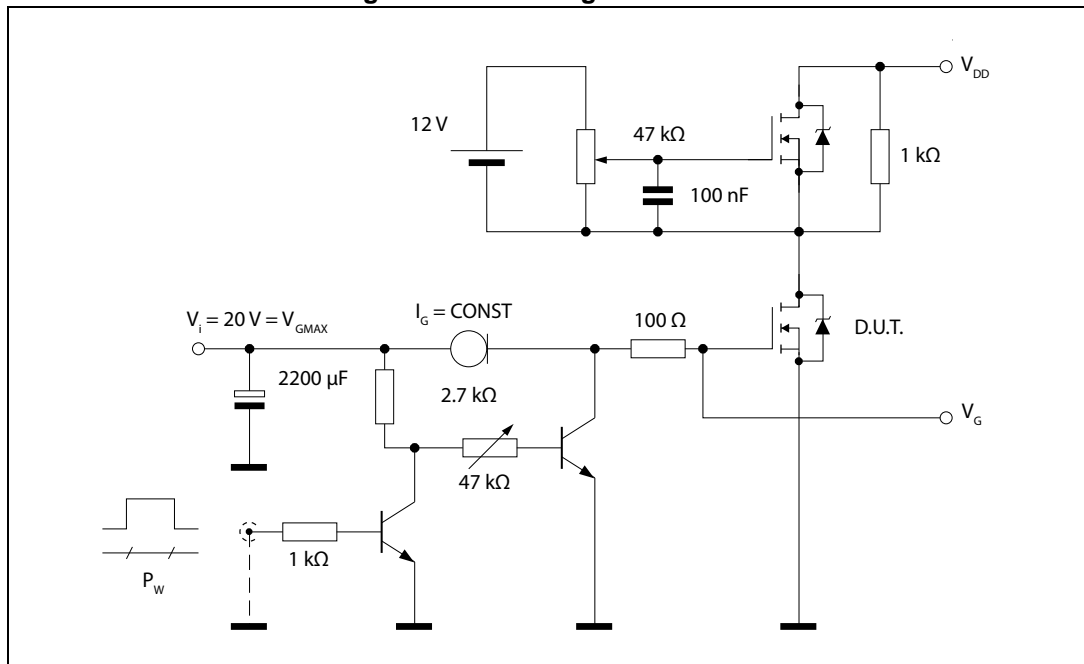 V_DD
12 V
47 kΩ
1 kΩ
100 nF
V_i = 20 V = V_GMAX
I_G = CONST
100 Ω
D.U.T.
2200 µF
2.7 kΩ
V_G
47 kΩ
1 kΩ
P_W